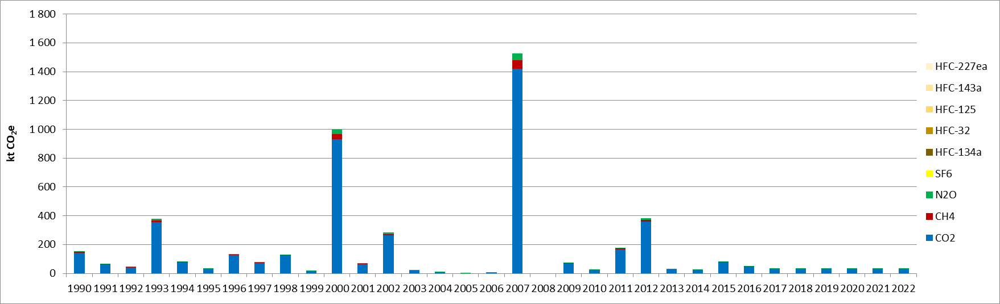 1 800
1 600
1 400
1 200
1 000
800
600
400
200
0
kt CO₂e
1990 1991 1992 1993 1994 1995 1996 1997 1998 1999 2000 2001 2002 2003 2004 2005 2006 2007 2008 2009 2010 2011 2012 2013 2014 2015 2016 2017 2018 2019 2020 2021 2022
HFC-227ea
HFC-143a
HFC-125
HFC-32
HFC-134a
SF6
N2O
CH4
CO2